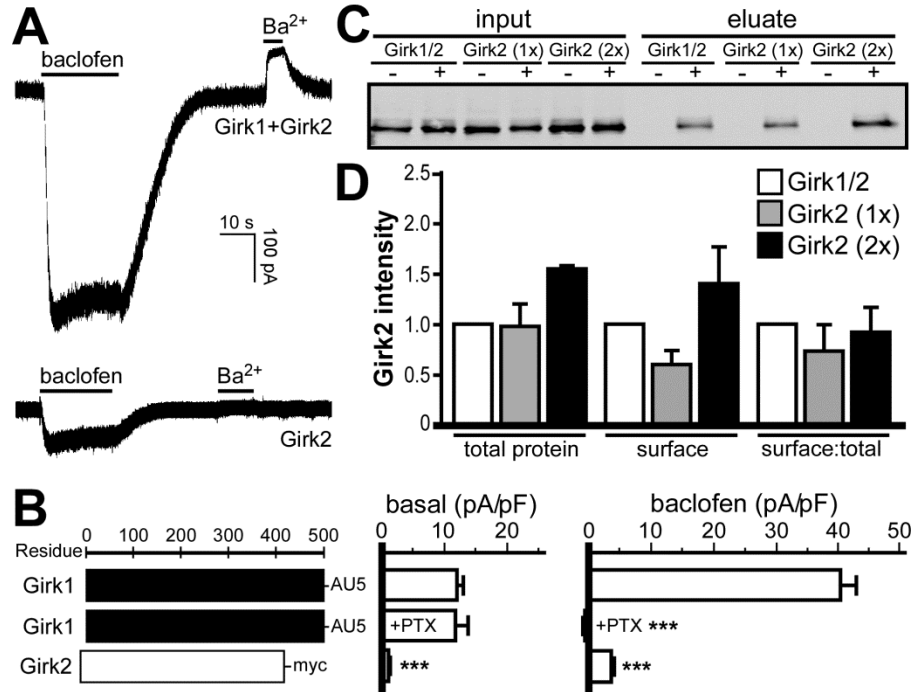 A
baclofen
Ba2+
Girk1+Girk2
10 s
100 pA
baclofen
Ba2+
Girk2
C
input
eluate
Girk1/2
Girk2 (1x)
Girk2 (2x)
Girk1/2
Girk2 (1x)
Girk2 (2x)
- + - + - + - + - + - +
D
Girk2 intensity
2.5
2.0
1.5
1.0
0.5
0
Girk1/2
Girk2 (1x)
Girk2 (2x)
total protein
surface
surface:total
B
Residue
0 100 200 300 400 500
Girk1
AU5
Girk1
AU5
Girk2
myc
basal (pA/pF)
0 10 20
+PTX
***
baclofen (pA/pF)
0 10 20 30 40 50
+PTX ***
***